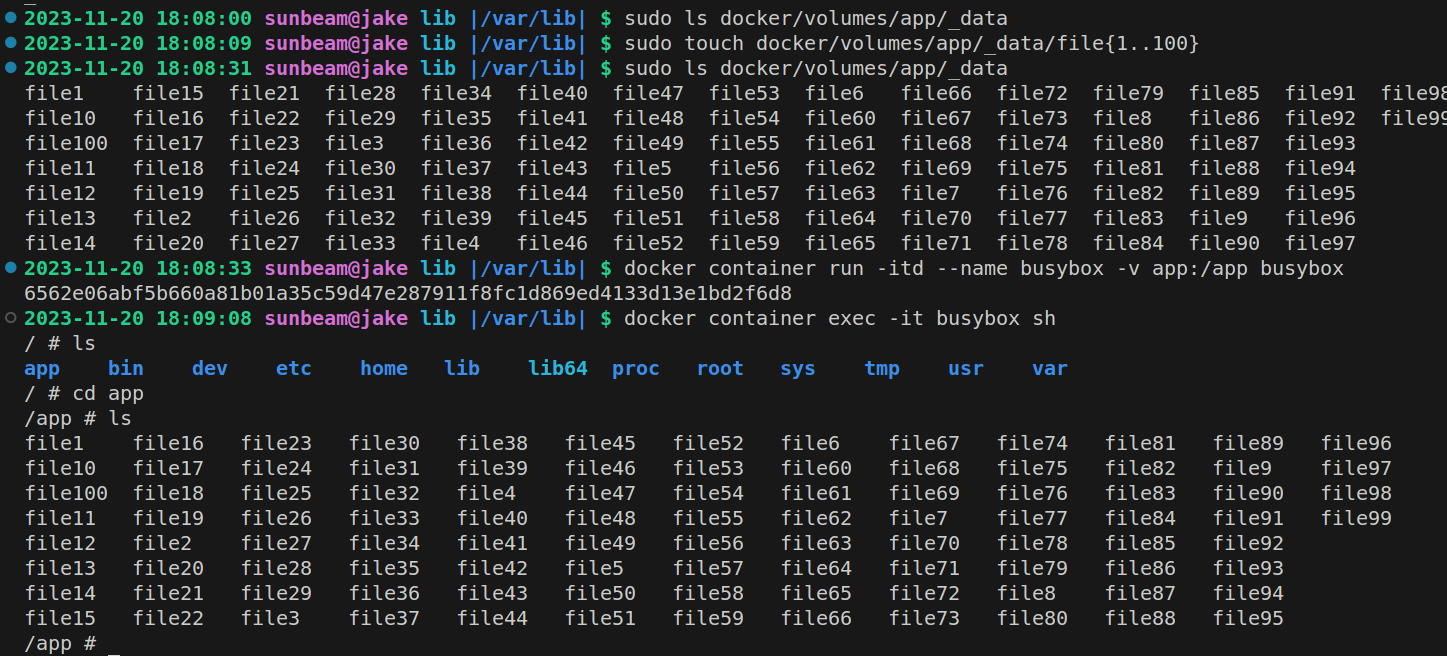 2023-11-20 18:08:00 sunbeam@jake lib |/var/lib| $ sudo ls docker/volumes/app/_data
2023-11-20 18:08:09 sunbeam@jake lib |/var/lib| $ sudo touch docker/volumes/app/_data/file{1..100}
2023-11-20 18:08:31 sunbeam@jake lib |/var/lib| $ sudo ls docker/volumes/app/_data
file1 file15 file21 file28 file34 file40 file47 file53 file6 file66 file72 file79 file85 file91 file98
file10 file16 file22 file29 file35 file41 file48 file54 file60 file67 file73 file8 file86 file92 file99
file100 file17 file23 file3 file36 file42 file49 file55 file61 file68 file74 file80 file87 file93
file11 file18 file24 file30 file37 file43 file5 file56 file62 file69 file75 file81 file88 file94
file12 file19 file25 file31 file38 file44 file50 file57 file63 file7 file76 file82 file89 file95
file13 file2 file26 file32 file39 file45 file51 file58 file64 file70 file77 file83 file9 file96
file14 file20 file27 file33 file4 file46 file52 file59 file65 file71 file78 file84 file90 file97
2023-11-20 18:08:33 sunbeam@jake lib |/var/lib| $ docker container run -itd --name busybox -v app:/app busybox
6562e06abf5b660a81b01a35c59d47e287911f8fc1d869ed4133d13e1bd2f6d8
2023-11-20 18:09:08 sunbeam@jake lib |/var/lib| $ docker container exec -it busybox sh
/ # ls
app bin dev etc home lib lib64 proc root sys tmp usr var
/ # cd app
/app # ls
file1 file16 file23 file30 file38 file45 file52 file6 file67 file74 file81 file89 file96
file10 file17 file24 file31 file39 file46 file53 file60 file68 file75 file82 file9 file97
file100 file18 file25 file32 file4 file47 file54 file61 file69 file76 file83 file90 file98
file11 file19 file26 file33 file40 file48 file55 file62 file7 file77 file84 file91 file99
file12 file2 file27 file34 file41 file49 file56 file63 file70 file78 file85 file92
file13 file20 file28 file35 file42 file5 file57 file64 file71 file79 file86 file93
file14 file21 file29 file36 file43 file50 file58 file65 file72 file8 file87 file94
file15 file22 file3 file37 file44 file51 file59 file66 file73 file80 file88 file95
/app # _